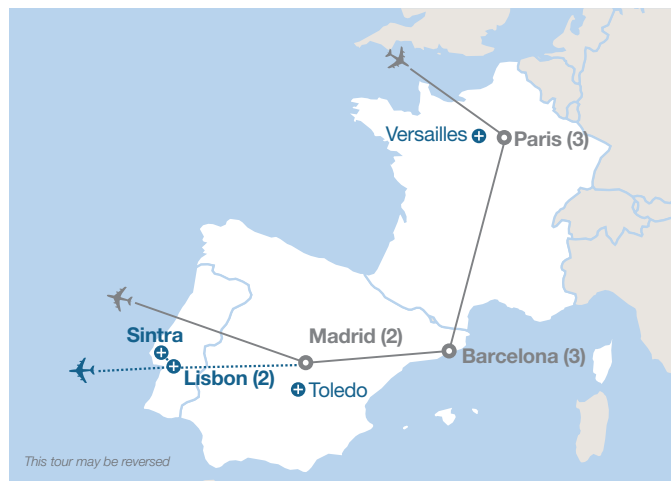 Versailles
Paris (3)
Madrid (2)
Barcelona (3)
Sintra
Lisbon (2)
Toledo
This tour may be reversed